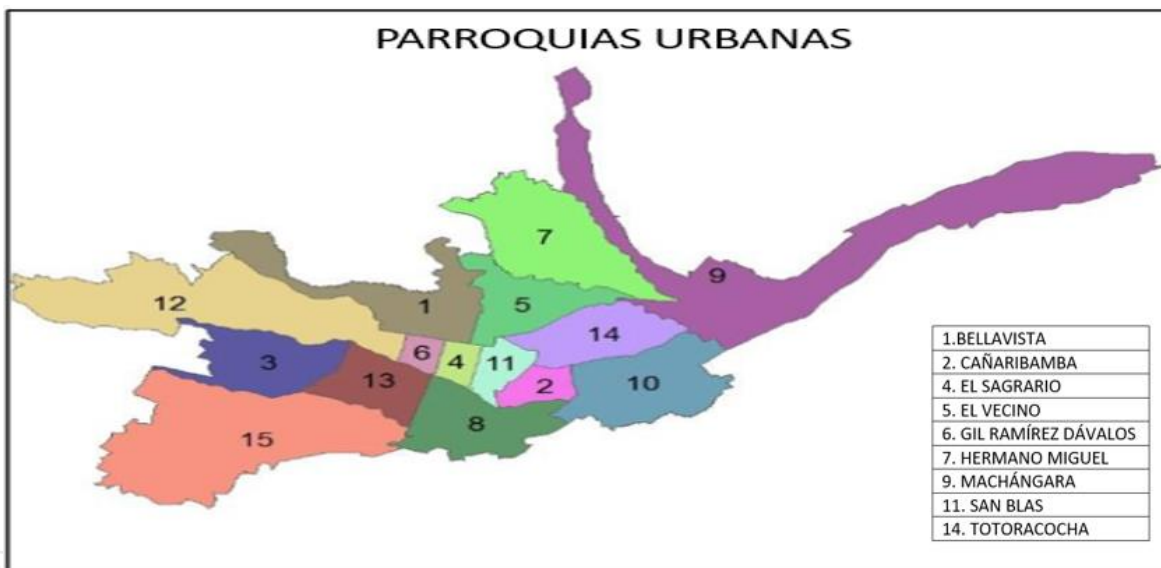 PARROQUIAS URBANAS
7
9
12
1
5
14
3
6
4
11
13
2
10
8
15
1.BELLAVISTA
2. CAÑARIBAMBA
4. EL SAGRARIO
5. EL VECINO
6. GIL RAMÍREZ DÁVALOS
7. HERMANO MIGUEL
9. MACHÁNGARA
11. SAN BLAS
14. TOTORACOCHA